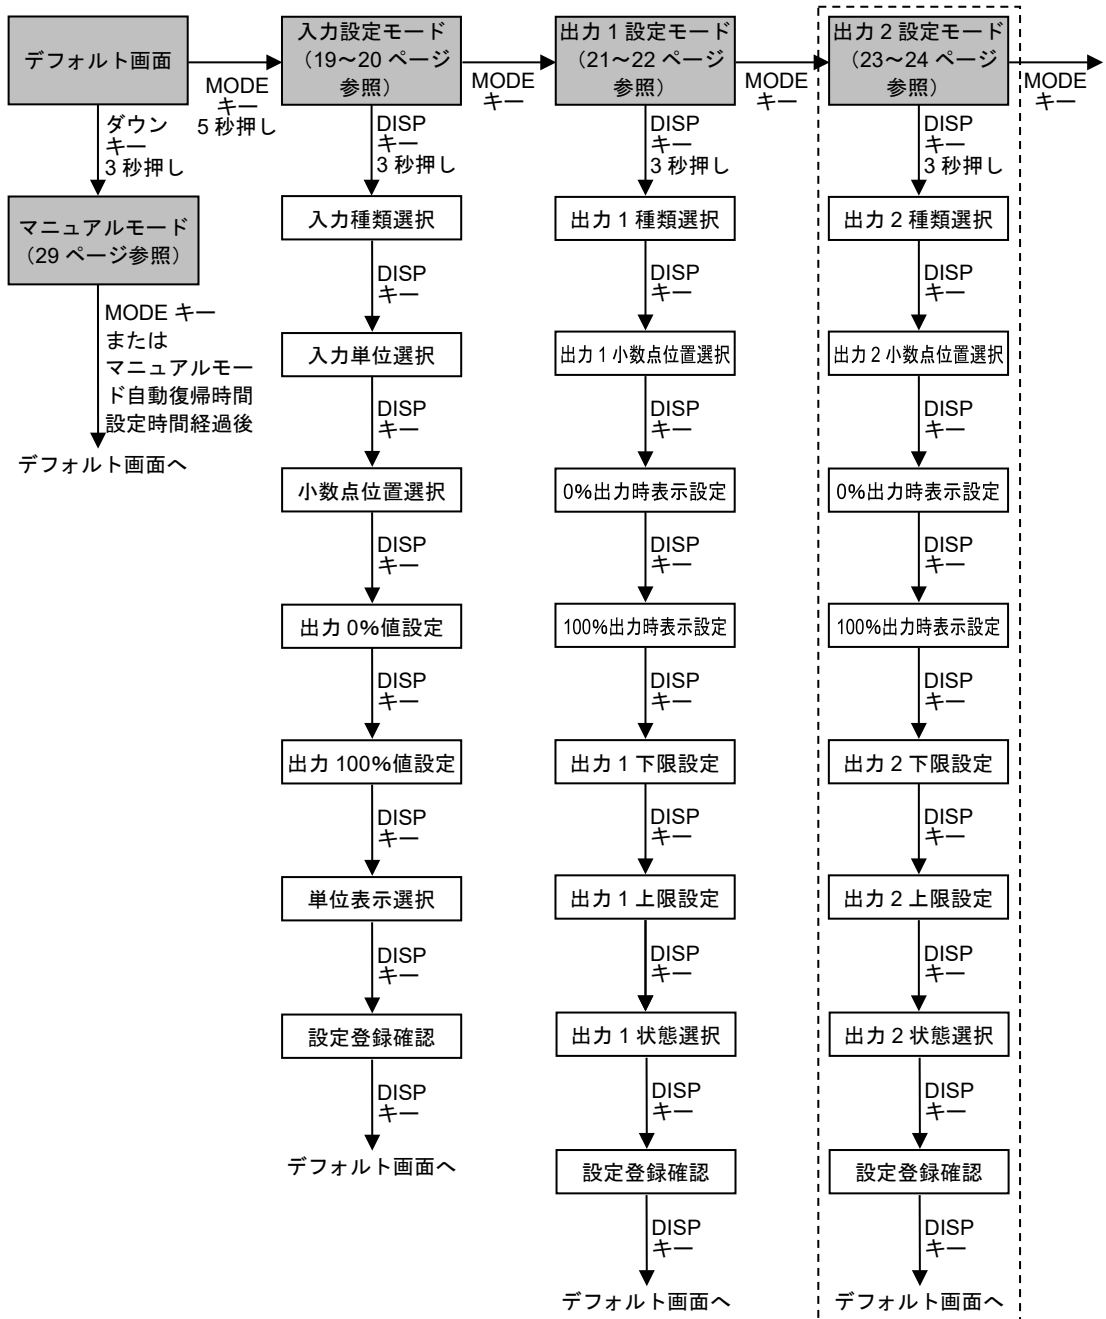 デフォルト画面
ダウン
キー
3 秒押し
マニュアルモード
（29 ページ参照）
MODE キー
または
マニュアルモー
ド自動復帰時間
設定時間経過後
デフォルト画面へ
MODE
キー
5 秒押し
入力設定モード
（19～20 ページ
参照）
DISP
キー
3 秒押し
入力種類選択
DISP
キー
入力単位選択
DISP
キー
小数点位置選択
DISP
キー
出力 0%値設定
DISP
キー
出力 100%値設定
DISP
キー
単位表示選択
DISP
キー
設定登録確認
DISP
キー
デフォルト画面へ
MODE
キー
出力 1 設定モード
（21～22 ページ
参照）
DISP
キー
3 秒押し
出力 1 種類選択
DISP
キー
出力 1 小数点位置選択
DISP
キー
0%出力時表示設定
DISP
キー
100%出力時表示設定
DISP
キー
出力 1 下限設定
DISP
キー
出力 1 上限設定
DISP
キー
出力 1 状態選択
DISP
キー
設定登録確認
DISP
キー
デフォルト画面へ
MODE
キー
出力 2 設定モード
（23～24 ページ
参照）
DISP
キー
3 秒押し
出力 2 種類選択
DISP
キー
出力 2 小数点位置選択
DISP
キー
0%出力時表示設定
DISP
キー
100%出力時表示設定
DISP
キー
出力 2 下限設定
DISP
キー
出力 2 上限設定
DISP
キー
出力 2 状態選択
DISP
キー
設定登録確認
DISP
キー
デフォルト画面へ
MODE
キー